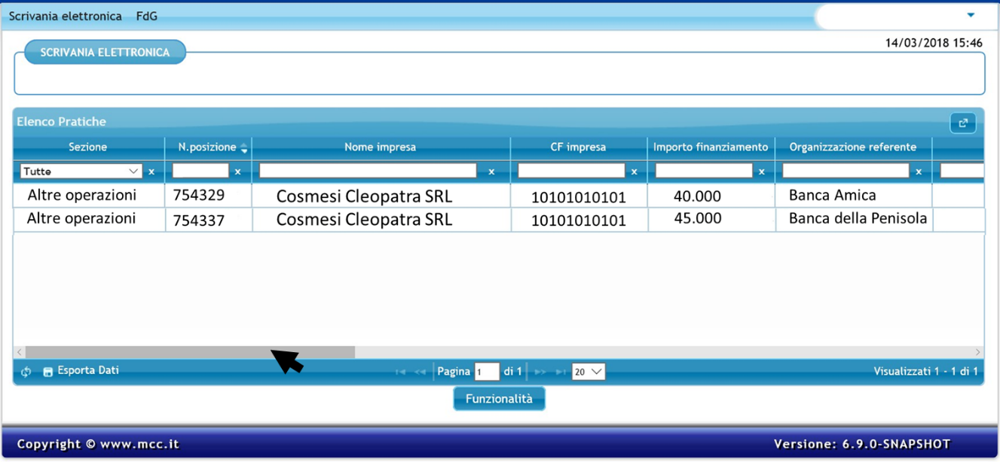 Scrivania elettronica FdG
14/03/2018 15:46
SCRIVANIA ELETTRONICA
Elenco Pratiche
Sezione N.posizione Nome impresa CF impresa Importo finanziamento Organizzazione referente
Tutte x x x x x x
Altre operazioni 754329 Cosmesi Cleopatra SRL 10101010101 40.000 Banca Amica
Altre operazioni 754337 Cosmesi Cleopatra SRL 10101010101 45.000 Banca della Penisola
Esporta Dati Pagina 1 di 1 20 Visualizzati 1 - 1 di 1
Funzionalità
Copyright © www.mcc.it Versione: 6.9.0-SNAPSHOT